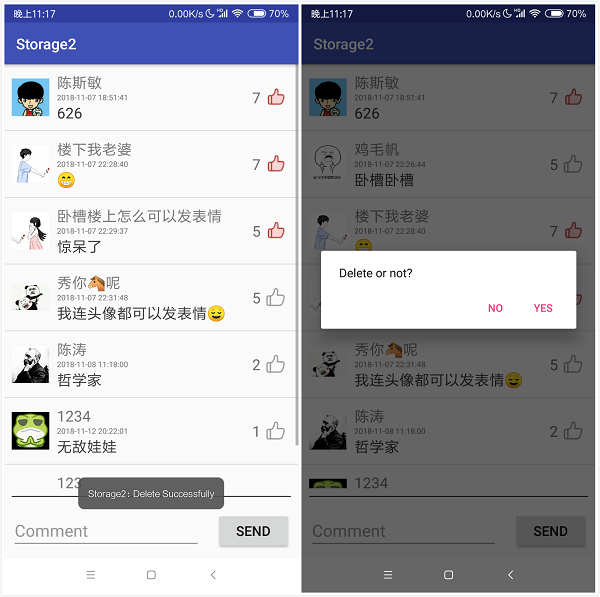 晚上11:17
0.00K/s
70%
Storage2
陈斯敏
2018-11-07 18:51:41
626
7
楼下我老婆
2018-11-07 22:28:40
😁
7
卧槽楼上怎么可以发表情
2018-11-07 22:29:37
惊呆了
5
秀你🐴呢
2018-11-07 22:31:48
我连头像都可以发表情😌
5
陈涛
2018-11-08 11:18:00
哲学家
2
1234
2018-11-12 20:22:01
无敌娃娃
1
123
Storage2: Delete Successfully
Comment
SEND
晚上11:17
0.00K/s
70%
Storage2
陈斯敏
2018-11-07 18:51:41
626
7
鸡毛帆
2018-11-07 22:26:44
卧槽卧槽
5
楼下我老婆
2018-11-07 22:28:40
7
Delete or not?
NO
YES
秀你🐴呢
2018-11-07 22:31:48
我连头像都可以发表情😌
5
陈涛
2018-11-08 11:18:00
哲学家
2
1234
Comment
SEND